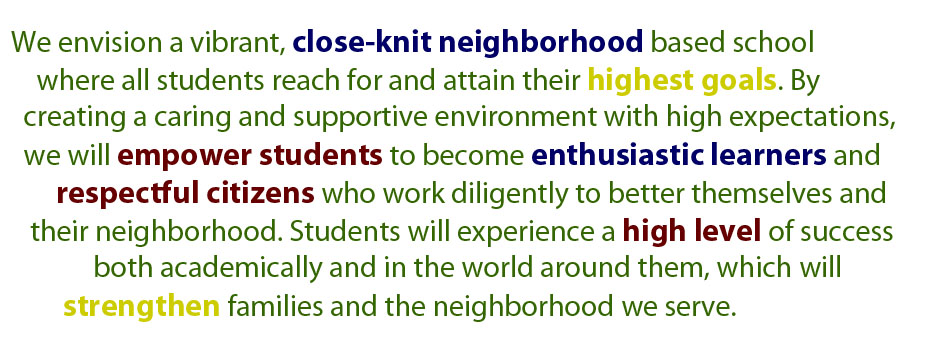 We envision a vibrant, close-knit neighborhood based school
where all students reach for and attain their highest goals. By
creating a caring and supportive environment with high expectations,
we will empower students to become enthusiastic learners and
respectful citizens who work diligently to better themselves and
their neighborhood. Students will experience a high level of success
both academically and in the world around them, which will
strengthen families and the neighborhood we serve.